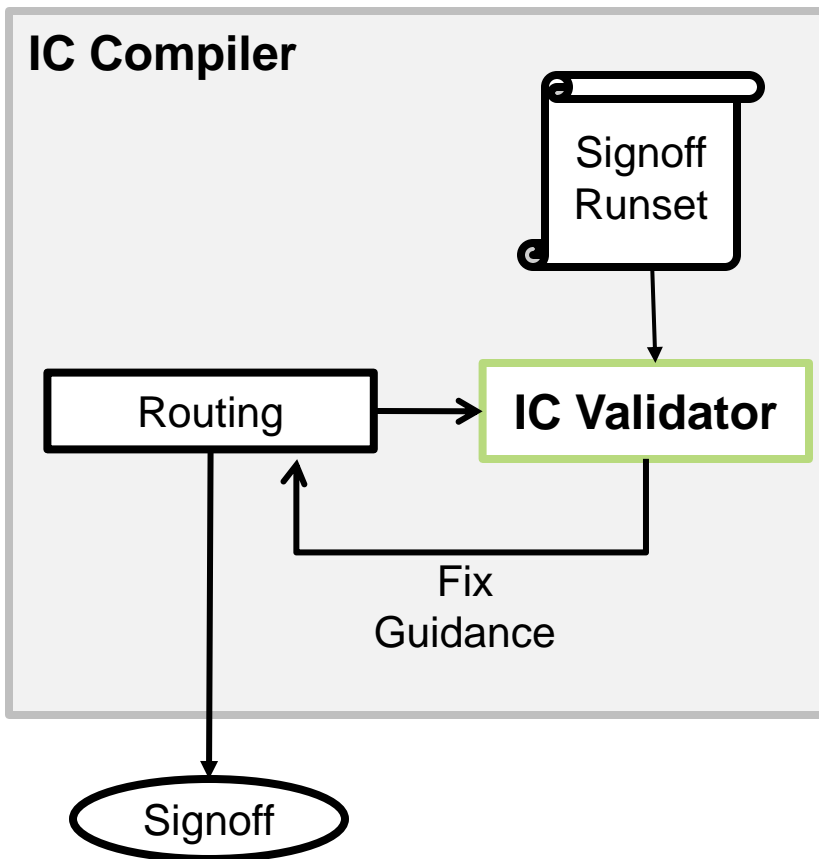 IC Compiler
Signoff
Runset
Routing
IC Validator
Fix
Guidance
Signoff